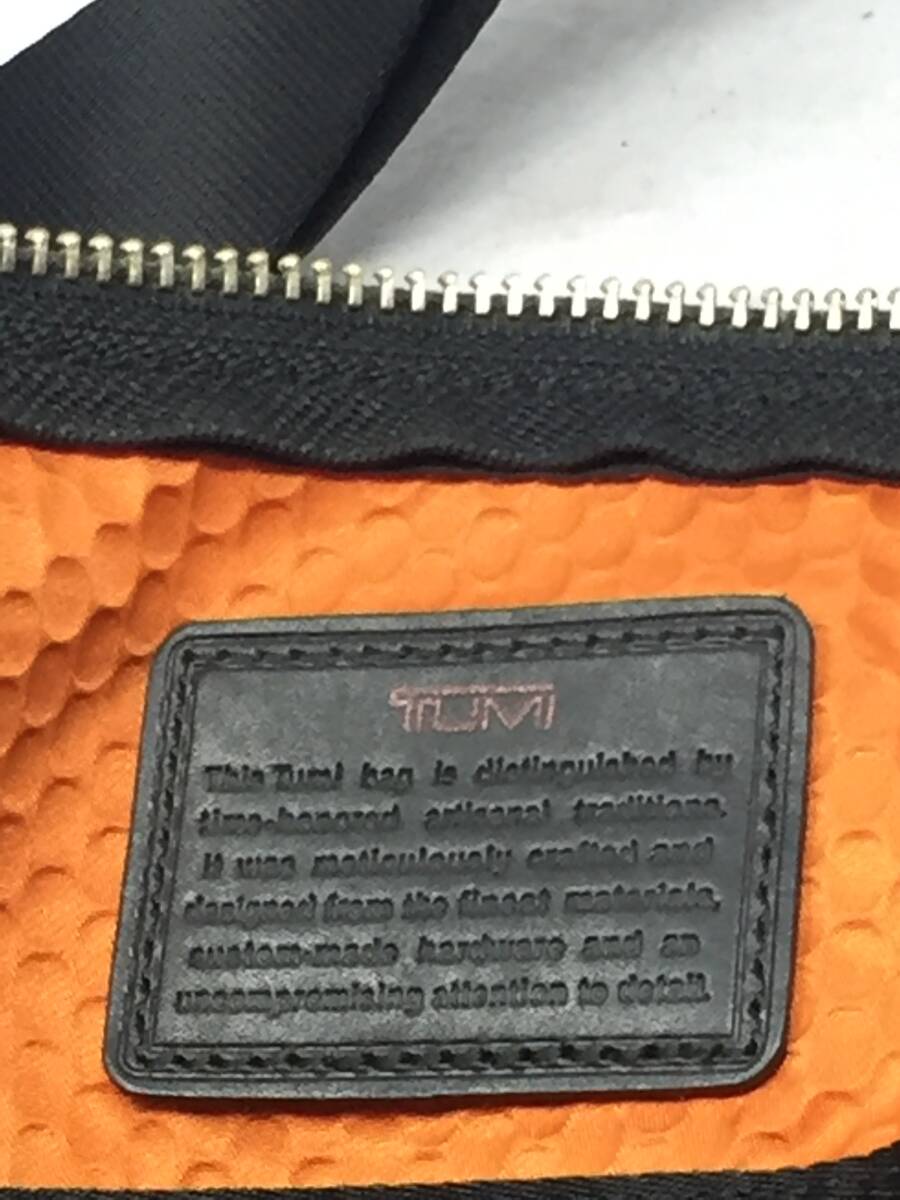 TUMI
This Tumi bag is distinguished by
time-honored artisanal traditions.
It was meticulously crafted and
designed from the finest materials,
custom-made hardware and an
uncompromising attention to detail.